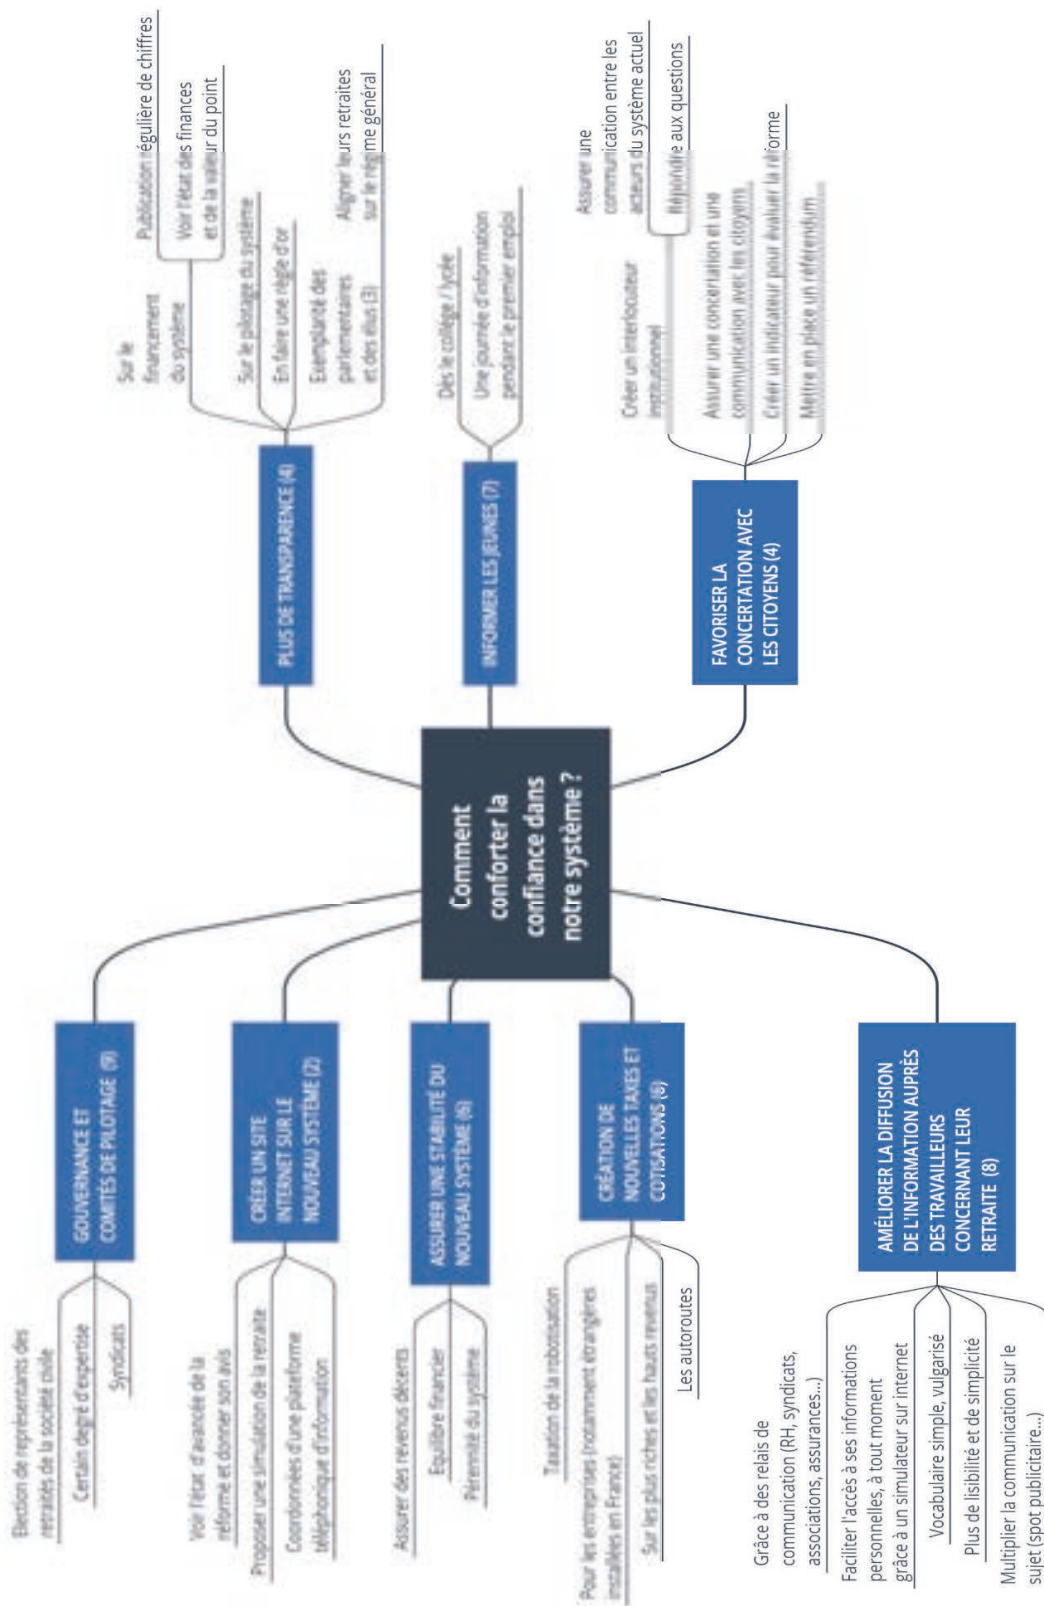 Comment
conforter la
confiance dans
notre système ?
GOUVERNANCE ET
COMITÉS DE PILOTAGE (9)
Election de représentants des
retraités de la société civile
Certain degré d'expertise
Syndicats
CRÉER UN SITE
INTERNET SUR LE
NOUVEAU SYSTÈME (2)
Voir l'état d'avancée de la
réforme et donner son avis
Proposer une simulation de la retraite
Coordonnées d'une plateforme
téléphonique d'information
ASSURER UNE STABILITÉ DU
NOUVEAU SYSTÈME (6)
Assurer des revenus décents
Equilibre financier
Pérennité du système
CRÉATION DE
NOUVELLES TAXES ET
COTISATIONS
Taxation de la robotisation
Pour les entreprises (notamment étrangères
installées en France)
Sur les plus riches et les hauts revenus
Les autoroutes
AMÉLIORER LA DIFFUSION
DE L'INFORMATION AUPRÈS
DES TRAVAILLEURS
CONCERNANT LEUR
RETRAITE (8)
Grâce à des relais de
communication (RH, syndicats,
associations, assurances...)
Faciliter l'accès à ses informations
personnelles, à tout moment
grâce à un simulateur sur internet
Vocabulaire simple, vulgarisé
Plus de lisibilité et de simplicité
Multiplier la communication sur le
sujet (spot publicitaire...)
PLUS DE TRANSPARENCE (4)
Sur le
financement
du système
Publication régulière de chiffres
Voir l'état des finances
et de la valeur du point
Sur le pilotage du système
En faire une règle d'or
Exemplarité des
parlementaires
et des élus (3)
Aligner leurs retraites
sur le régime général
INFORMER LES JEUNES (7)
Dès le collège / lycée
Une journée d'information
pendant le premier emploi
FAVORISER LA
CONCERTATION AVEC
LES CITOYENS (4)
Créer un interlocuteur
institutionnel
Assurer une
communication entre les
acteurs du système actuel
Répondre aux questions
Assurer une concertation et une
communication avec les citoyens
Créer un indicateur pour évaluer la réforme
Mettre en place un référendum